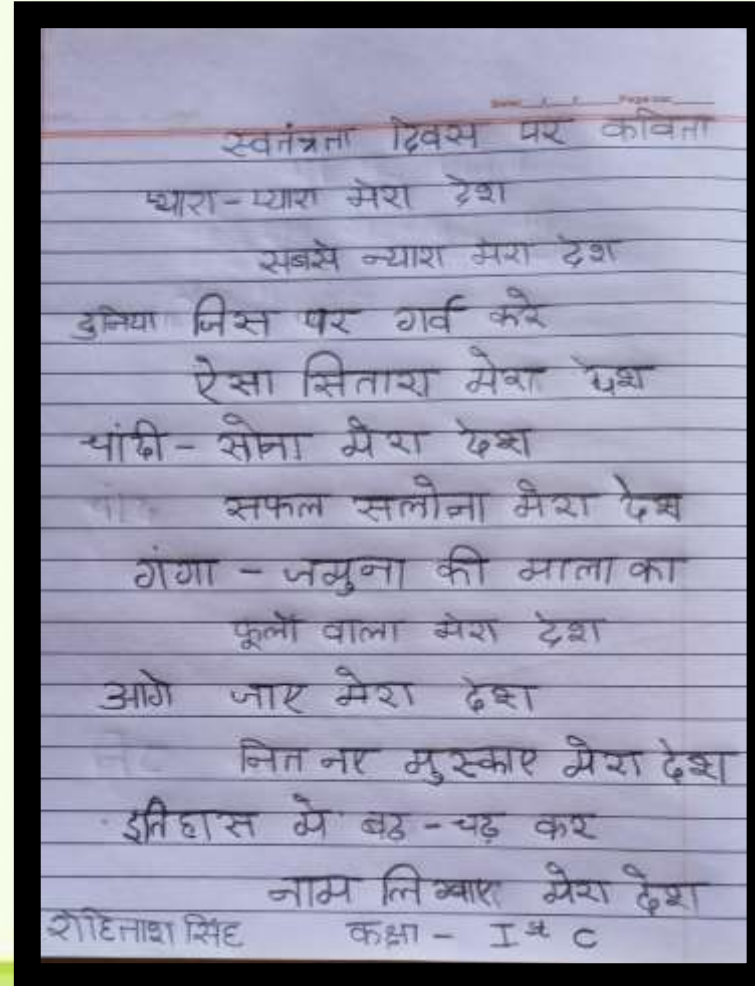 स्वतंत्रता दिवस पर कविता
प्यारा-प्यारा मेरा देश
सबसे न्यारा मेरा देश
दुनिया जिस पर गर्व करे
ऐसा सितारा मेरा देश
चांदी - सोना मेरा देश
सफल सलोना मेरा देश
गंगा - जमुना की माला का
फूलों वाला मेरा देश
आगे जाए मेरा देश
नित नए मुस्काए मेरा देश
इतिहास मे बढ़ -चढ़ कर
नाम लिखाए मेरा देश
रोहिताश सिंह कक्षा - Ist C